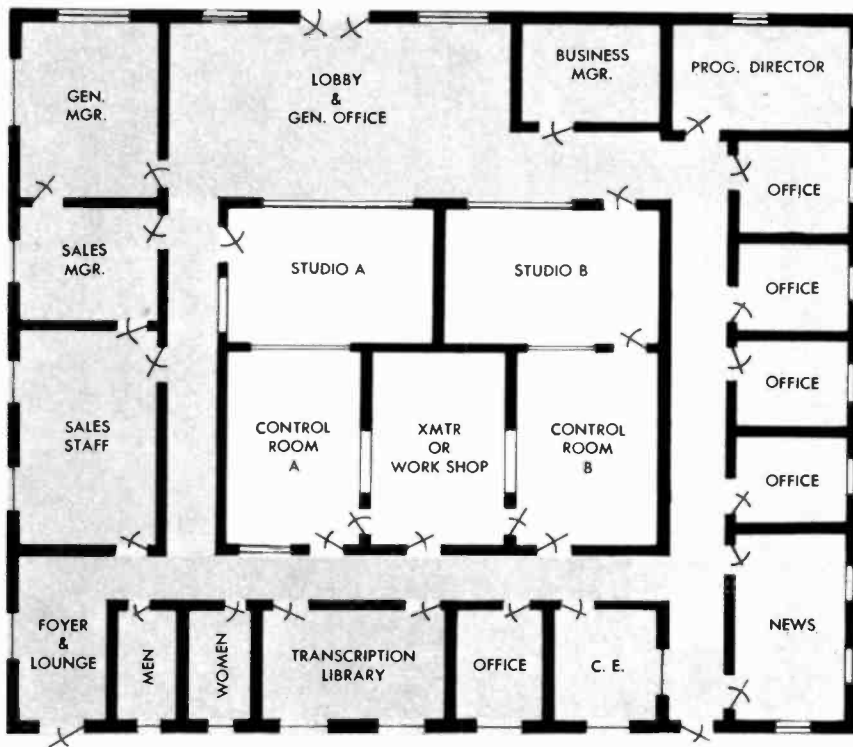 GEN.
MGR.
LOBBY
&
GEN. OFFICE
BUSINESS
MGR.
PROG. DIRECTOR
OFFICE
SALES
MGR.
STUDIO A
STUDIO B
OFFICE
OFFICE
SALES
STAFF
CONTROL
ROOM
A
XMTR
OR
WORK SHOP
CONTROL
ROOM
B
OFFICE
FOYER
&
LOUNGE
MEN
WOMEN
TRANSCRIPTION
LIBRARY
OFFICE
C. E.
NEWS